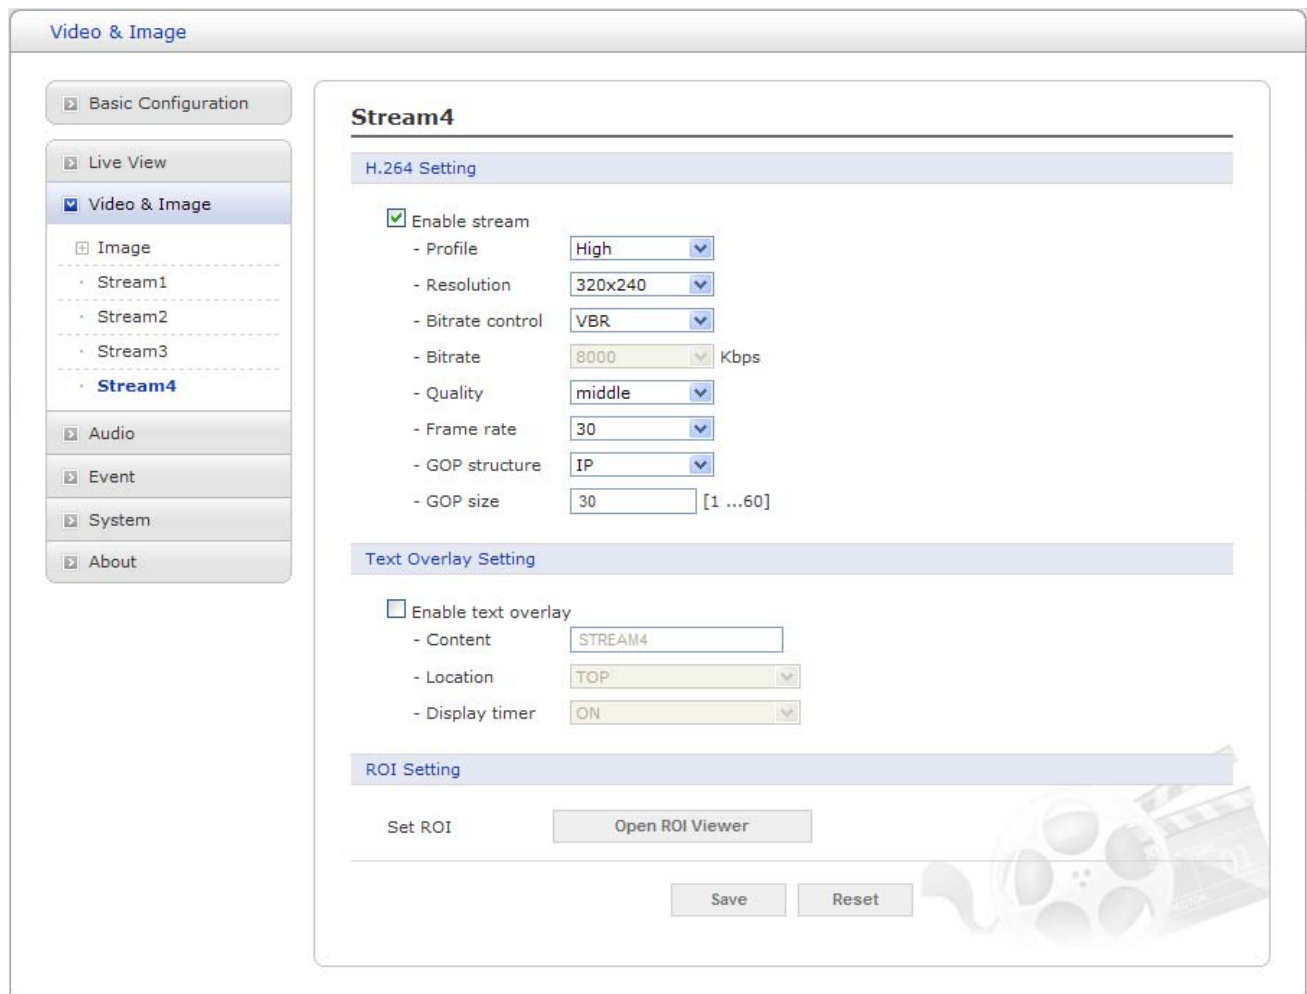 Video & Image
Basic Configuration
Live View
Video & Image
Image
Stream1
Stream2
Stream3
Stream4
Audio
Event
System
About
Stream4
H.264 Setting
Enable stream
- Profile High
- Resolution 320x240
- Bitrate control VBR
- Bitrate 8000 Kbps
- Quality middle
- Frame rate 30
- GOP structure IP
- GOP size 30 [1 ...60]
Text Overlay Setting
Enable text overlay
- Content STREAM4
- Location TOP
- Display timer ON
ROI Setting
Set ROI Open ROI Viewer
01
Save Reset